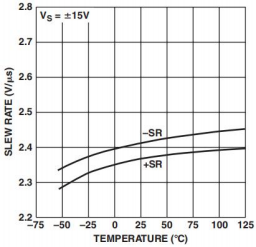 2.8
VS = ±15V
2.7
2.6
SLEW RATE (V/µs)
2.5
–SR
2.4
+SR
2.3
2.2
–75 –50 –25 0 25 50 75 100 125
TEMPERATURE (°C)